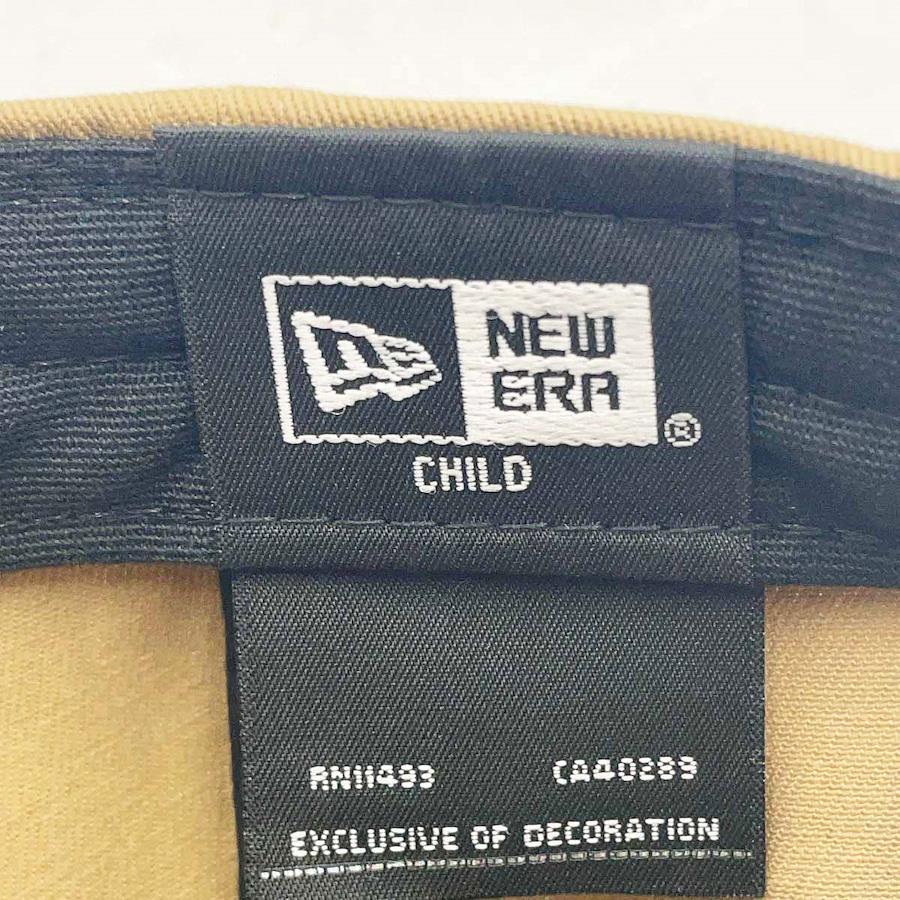 NEW
ERA
®
CHILD
RN11493 CA40289
EXCLUSIVE OF DECORATION